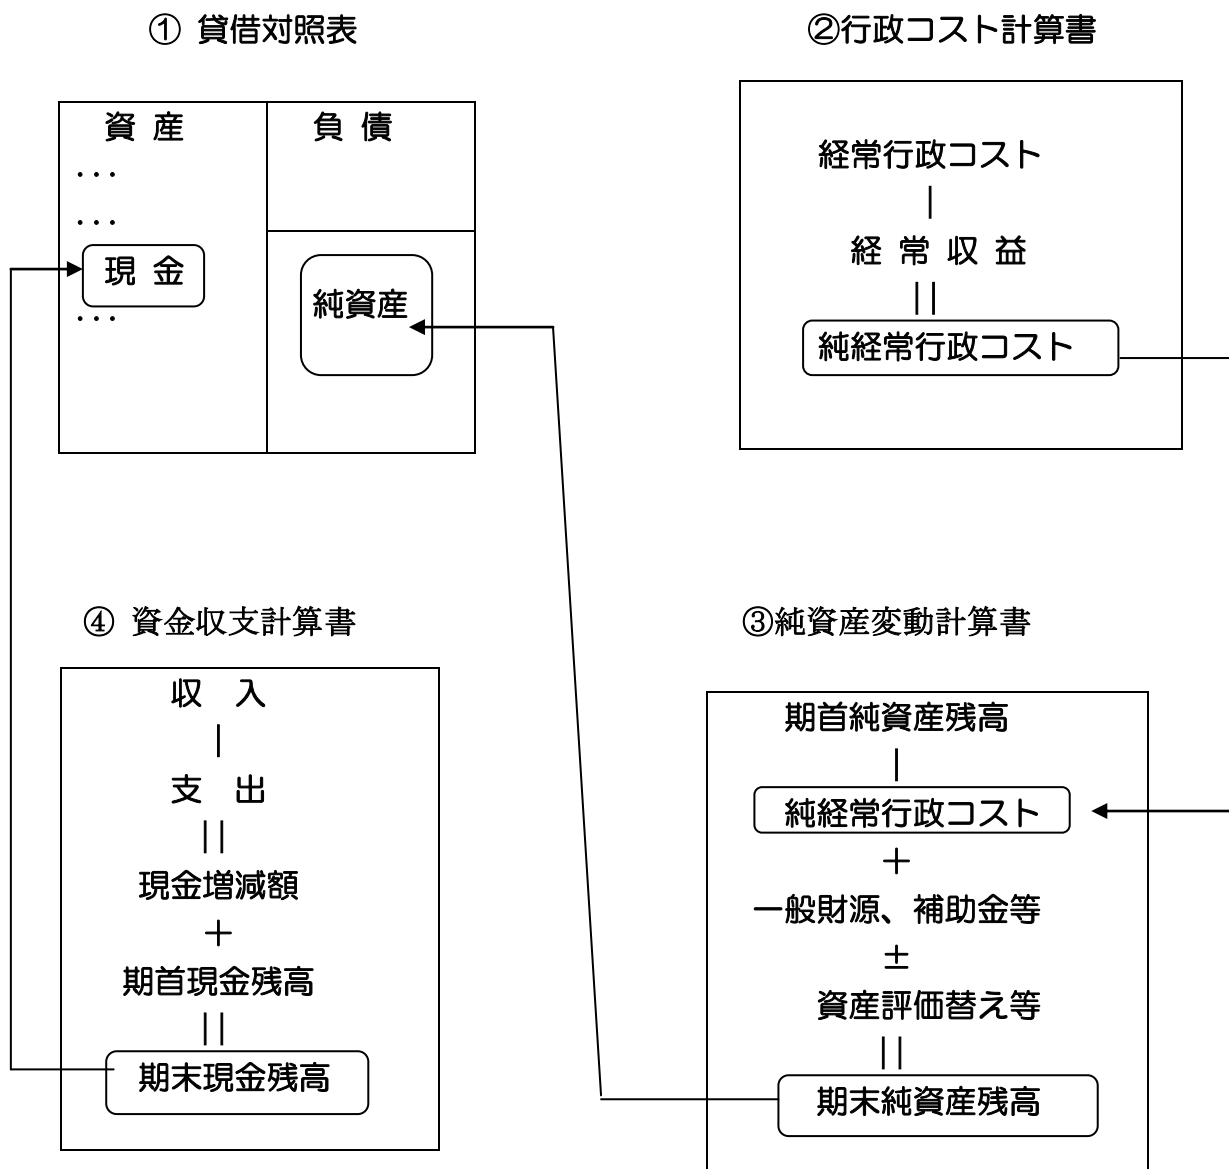 ① 貸借対照表
資 産
負 債
...
...
現 金
...
純資産
②行政コスト計算書
経常行政コスト
|
経 常 収 益
||
純経常行政コスト
④ 資金収支計算書
収 入
|
支 出
||
現金増減額
+
期首現金残高
||
期末現金残高
③純資産変動計算書
期首純資産残高
|
純経常行政コスト
+
一般財源、補助金等
±
資産評価替え等
||
期末純資産残高